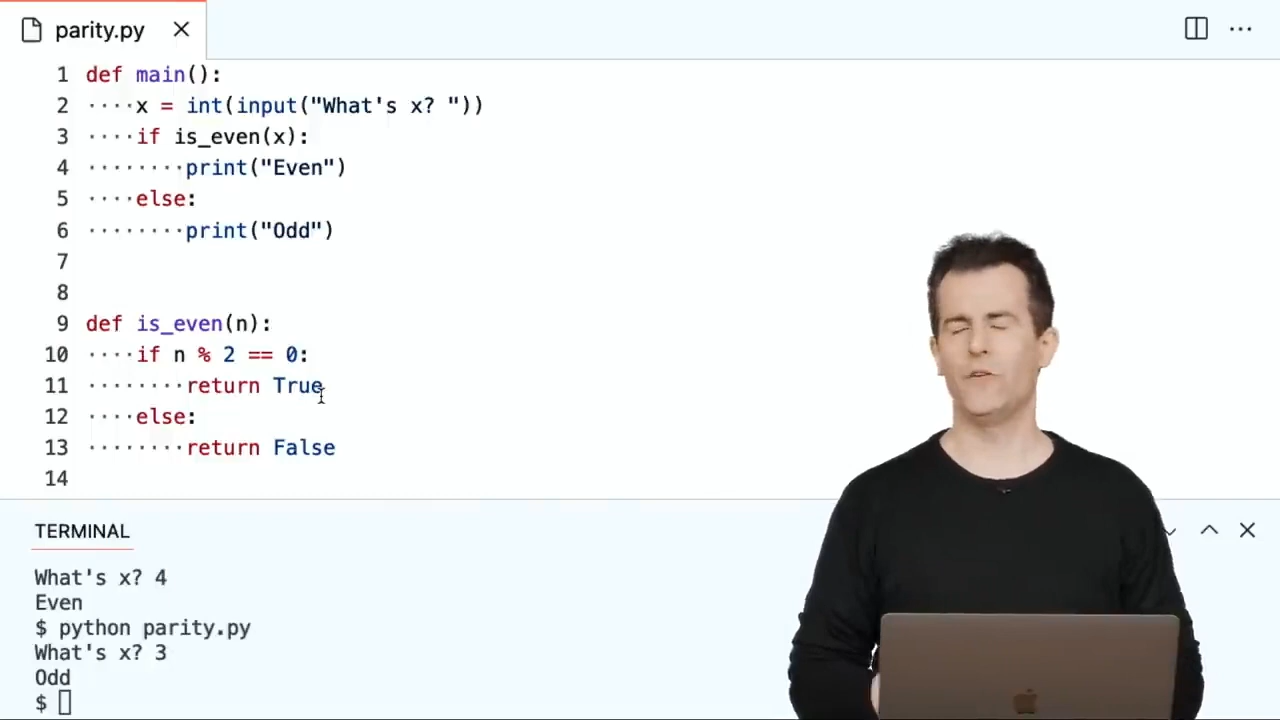 parity.py
1 def main():
2 ····x = int(input("What's x? "))
3 ····if is_even(x):
4 ········print("Even")
5 ····else:
6 ········print("Odd")
7
8
9 def is_even(n):
10 ····if n % 2 == 0:
11 ········return True
12 ····else:
13 ········return False
14
TERMINAL
What's x? 4
Even
$ python parity.py
What's x? 3
Odd
$